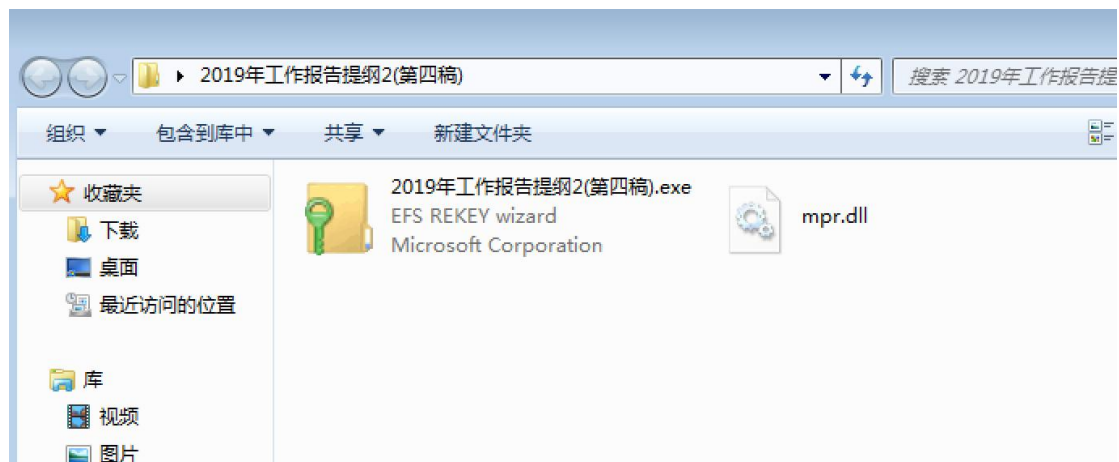 2019年工作报告提纲2(第四稿)
搜索 2019年工作报告提
组织 包含到库中 共享 新建文件夹
收藏夹
下载
桌面
最近访问的位置
库
视频
图片
2019年工作报告提纲2(第四稿).exe
EFS REKEY wizard
Microsoft Corporation
mpr.dll